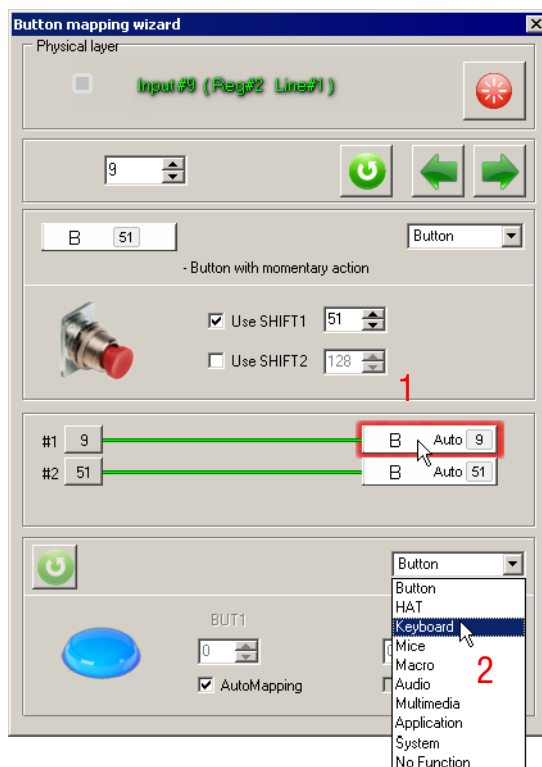 Button mapping wizard
Physical layer
Input#9 ( Reg#2 Line#1 )
9
B 51
Button
- Button with momentary action
Use SHIFT1 51
Use SHIFT2 128
1
#1 9 B Auto 9
#2 51 B Auto 51
Button
Button
HAT
Keyboard
Mice
Macro
Audio
Multimedia
Application
System
No Function
2
BUT1
0
AutoMapping